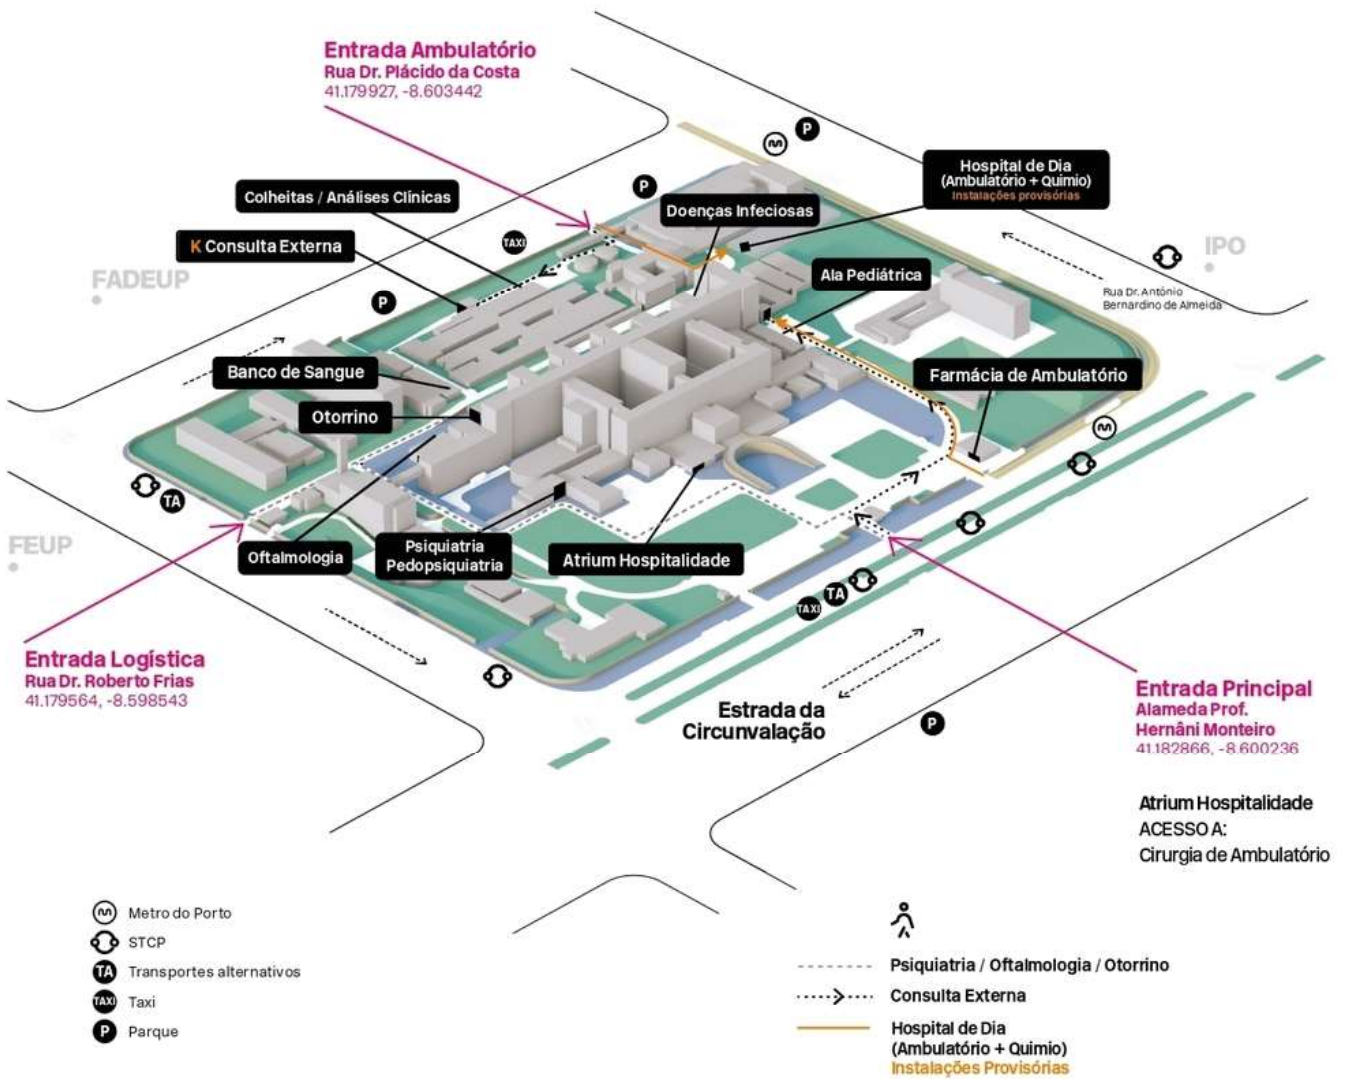 Entrada Ambulatório
Rua Dr. Plácido da Costa
41.179927, -8.603442
P
P
Hospital de Dia
(Ambulatório + Quimio)
Instalações provisórias
Colheitas / Análises Clínicas
Doenças Infeciosas
TAXI
K Consulta Externa
IPO
FADEUP
Ala Pediátrica
Rua Dr. António
Bernardino de Almeida
P
Banco de Sangue
Farmácia de Ambulatório
Otorrino
TA
FEUP
Oftalmologia
Psiquiatria
Pedopsiquiatria
Atrium Hospitalidade
TAXI
TA
Entrada Logística
Rua Dr. Roberto Frias
41.179564, -8.598543
Estrada da
Circunvalação
P
Entrada Principal
Alameda Prof.
Hernâni Monteiro
41.182866, -8.600236
Atrium Hospitalidade
ACESSO A:
Cirurgia de Ambulatório
Metro do Porto
STCP
TA Transportes alternativos
TAXI Taxi
P Parque
Psiquiatria / Oftalmologia / Otorrino
Consulta Externa
Hospital de Dia
(Ambulatório + Quimio)
Instalações Provisórias